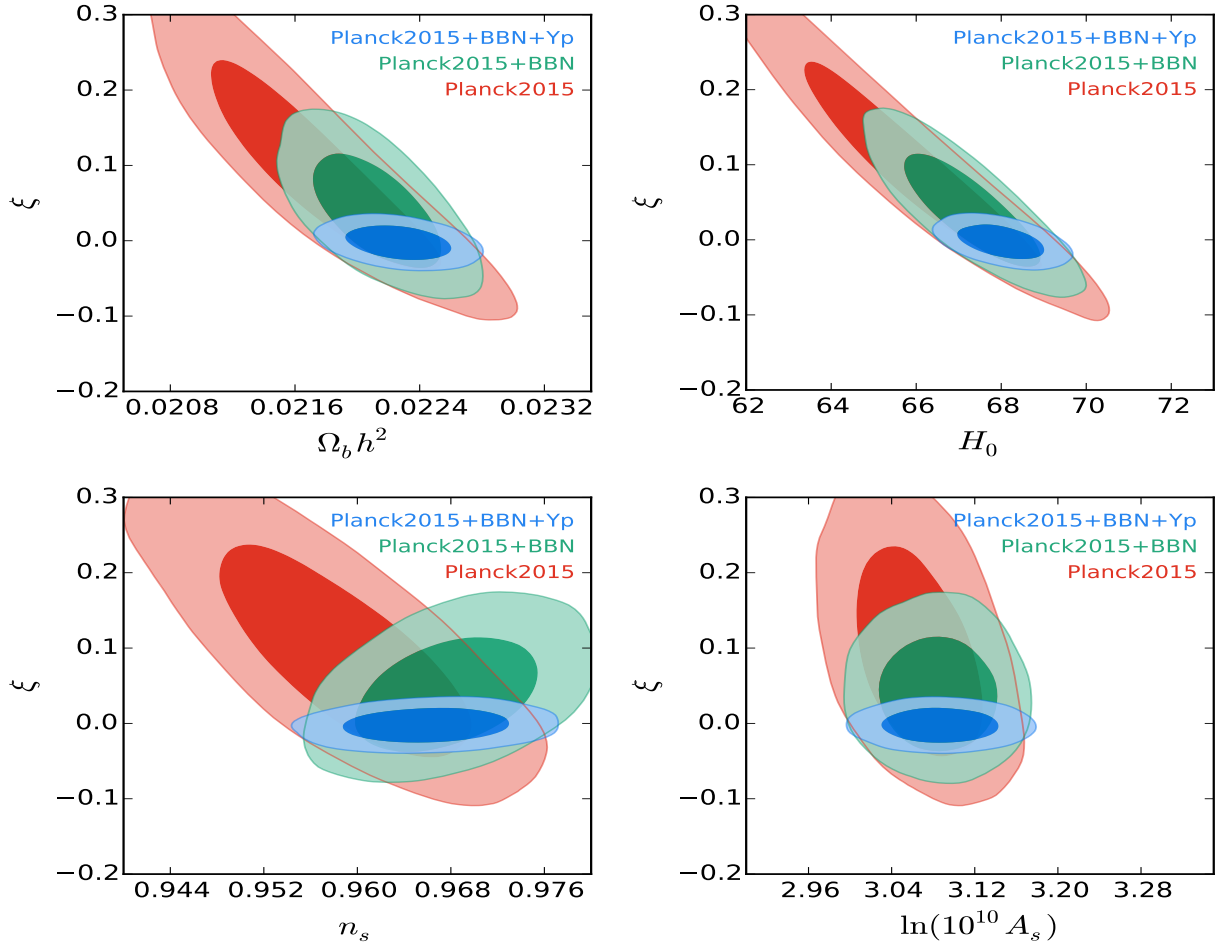 0.3
0.2
0.1
0.0
−0.1
−0.2
ξ
Planck2015+BBN+Yp
Planck2015+BBN
Planck2015
0.0208 0.0216 0.0224 0.0232
Ω_b h²
0.3
0.2
0.1
0.0
−0.1
−0.2
ξ
Planck2015+BBN+Yp
Planck2015+BBN
Planck2015
62 64 66 68 70 72
H₀
0.3
0.2
0.1
0.0
−0.1
−0.2
ξ
Planck2015+BBN+Yp
Planck2015+BBN
Planck2015
0.944 0.952 0.960 0.968 0.976
n_s
0.3
0.2
0.1
0.0
−0.1
−0.2
ξ
Planck2015+BBN+Yp
Planck2015+BBN
Planck2015
2.96 3.04 3.12 3.20 3.28
ln(10¹⁰ A_s)